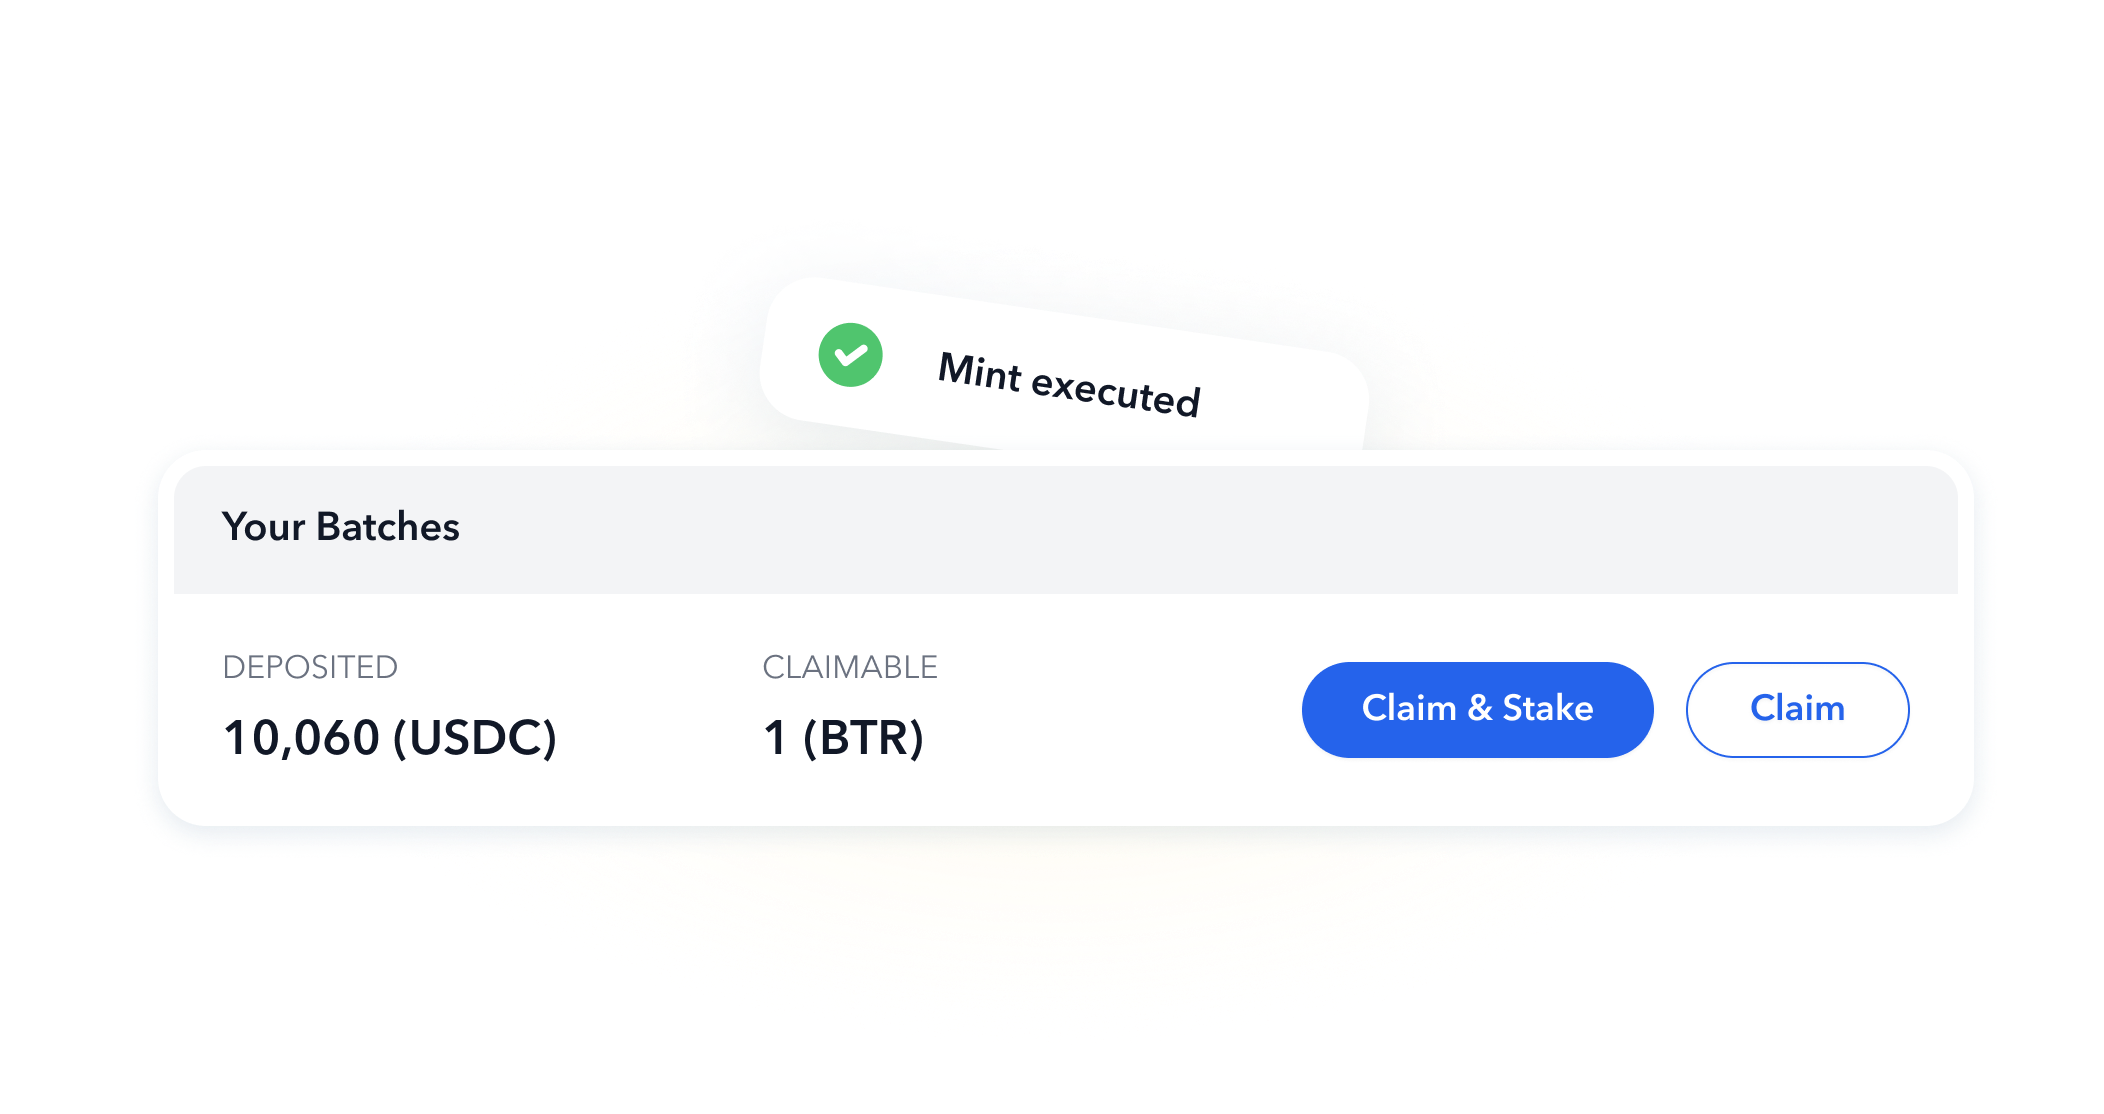 Mint executed
Your Batches
DEPOSITED
10,060 (USDC)
CLAIMABLE
1 (BTR)
Claim & Stake
Claim